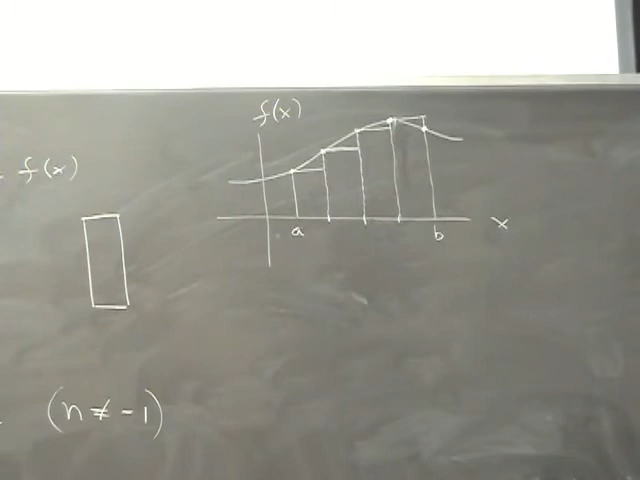 f(x)
f(x)
a
b
x
(n ≠ -1)